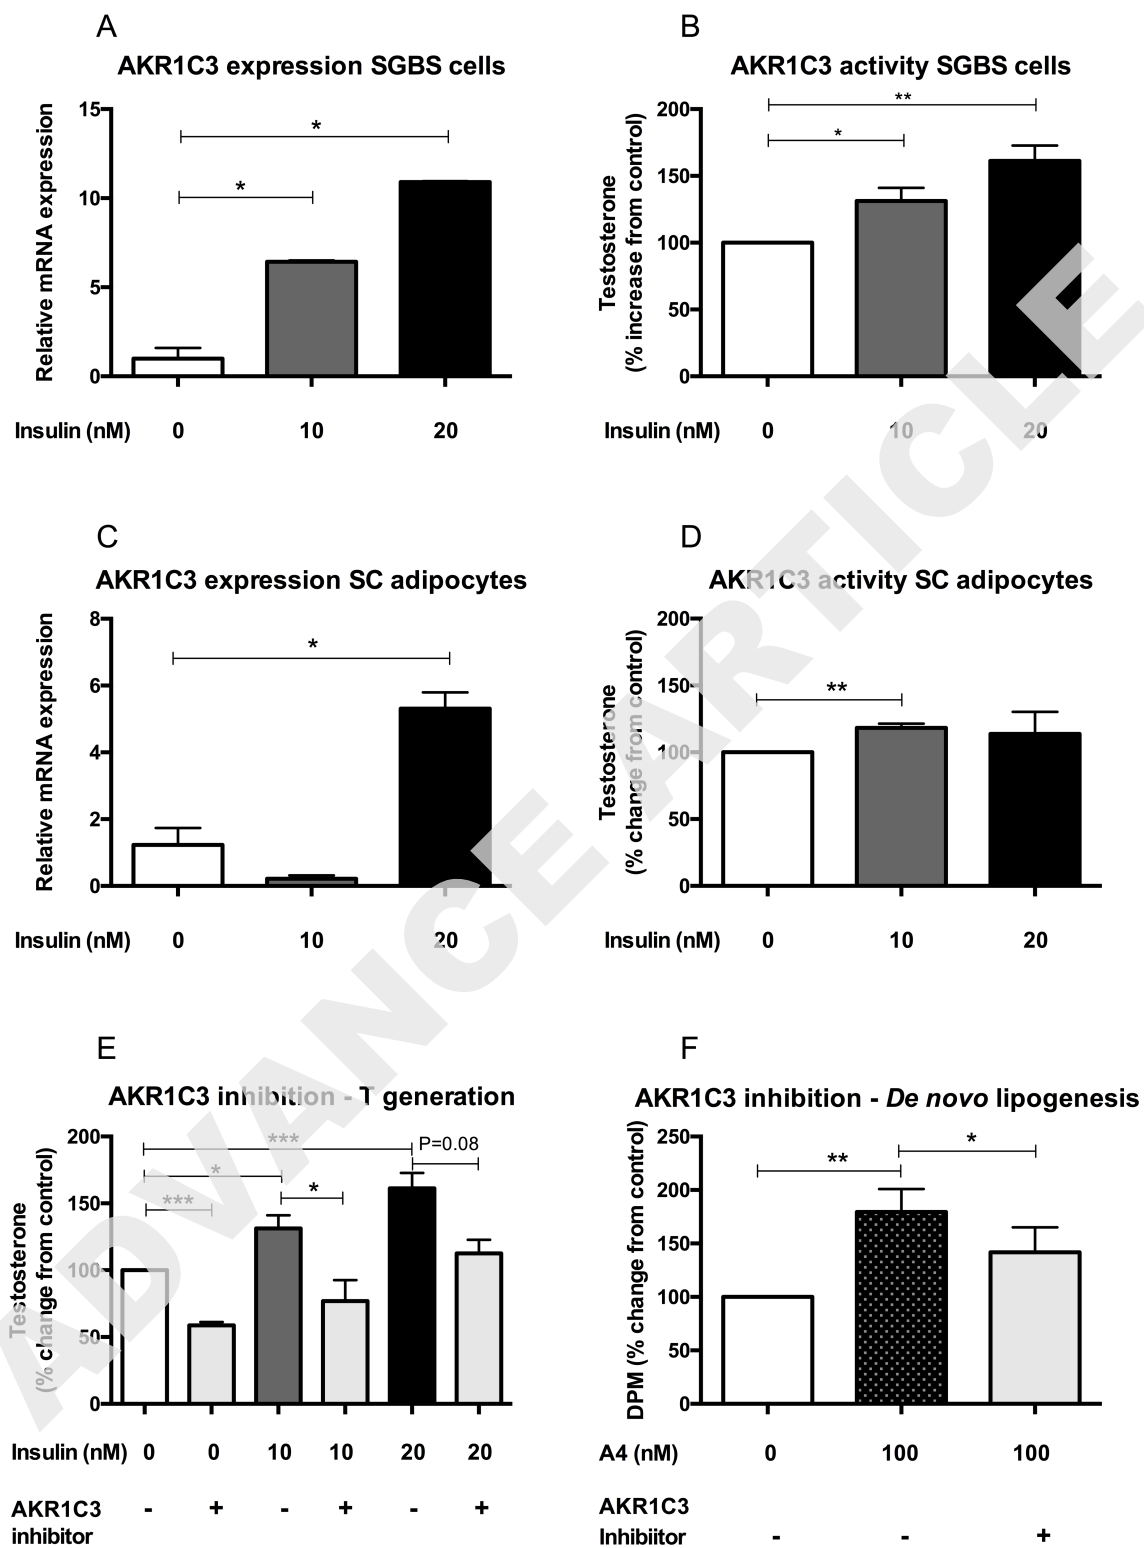 A
AKR1C3 expression SGBS cells
Relative mRNA expression
15
10
5
0
*
*
Insulin (nM) 0 10 20
B
AKR1C3 activity SGBS cells
Testosterone
(% increase from control)
200
150
100
50
0
**
*
Insulin (nM) 0 10 20
C
AKR1C3 expression SC adipocytes
Relative mRNA expression
8
6
4
2
0
*
Insulin (nM) 0 10 20
D
AKR1C3 activity SC adipocytes
Testosterone
(% change from control)
200
150
100
50
0
**
Insulin (nM) 0 10 20
E
AKR1C3 inhibition - T generation
Testosterone
(% change from control)
200
150
100
50
0
***
P=0.08
*
***
*
Insulin (nM) 0 0 10 10 20 20
AKR1C3 - + - + - +
inhibitor
F
AKR1C3 inhibition - De novo lipogenesis
DPM (% change from control)
250
200
150
100
50
0
*
**
A4 (nM) 0 100 100
AKR1C3
Inhibiitor - - +
ADVANCE ARTICLE